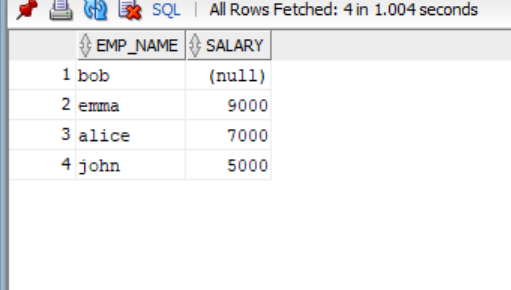 SQL | All Rows Fetched: 4 in 1.004 seconds
EMP_NAME SALARY
1 bob (null)
2 emma 9000
3 alice 7000
4 john 5000